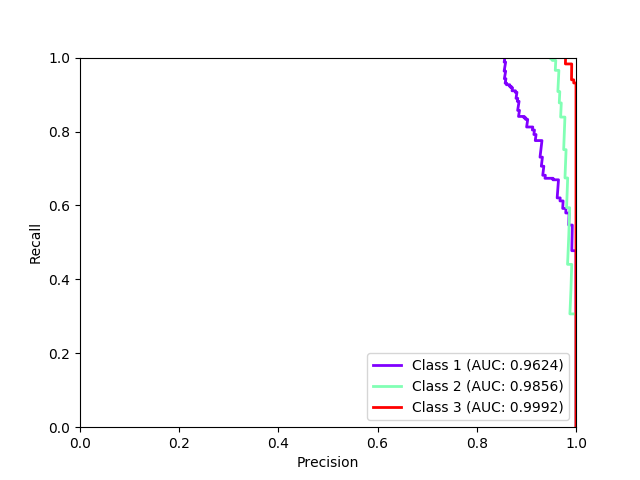 1.0
0.8
0.6
0.4
0.2
0.0
Recall
0.0 0.2 0.4 0.6 0.8 1.0
Precision
Class 1 (AUC: 0.9624)
Class 2 (AUC: 0.9856)
Class 3 (AUC: 0.9992)